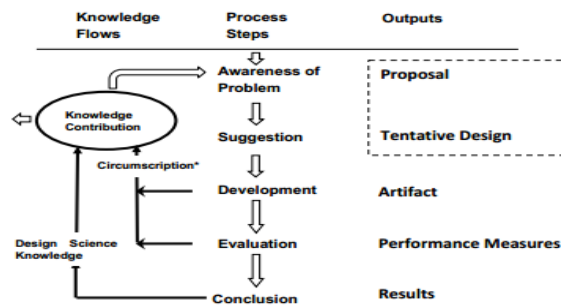 Knowledge Flows
Process Steps
Outputs
Awareness of Problem
Proposal
Knowledge Contribution
Suggestion
Tentative Design
Circumscription*
Development
Artifact
Design Science Knowledge
Evaluation
Performance Measures
Conclusion
Results